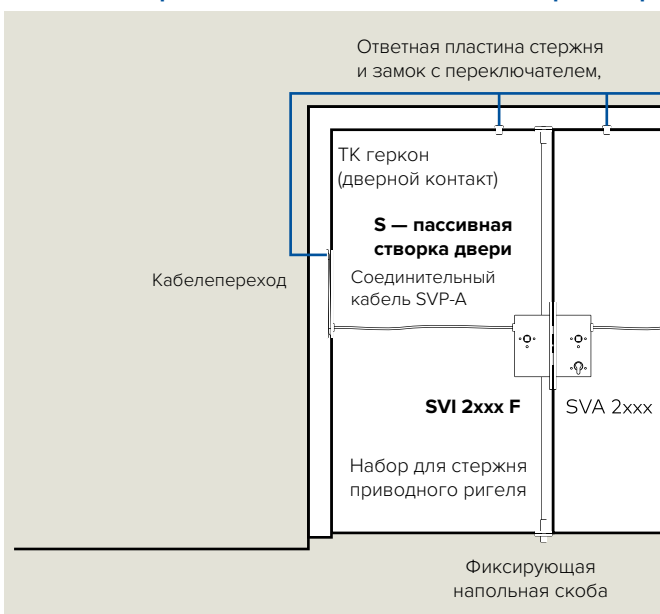 Ответная пластина стержня
и замок с переключателем,
ТК геркон
(дверной контакт)
S — пассивная
створка двери
Кабелепереход
Соединительный
кабель SVP-A
SVI 2xxx F
SVA 2xxx
Набор для стержня
приводного ригеля
Фиксирующая
напольная скоба